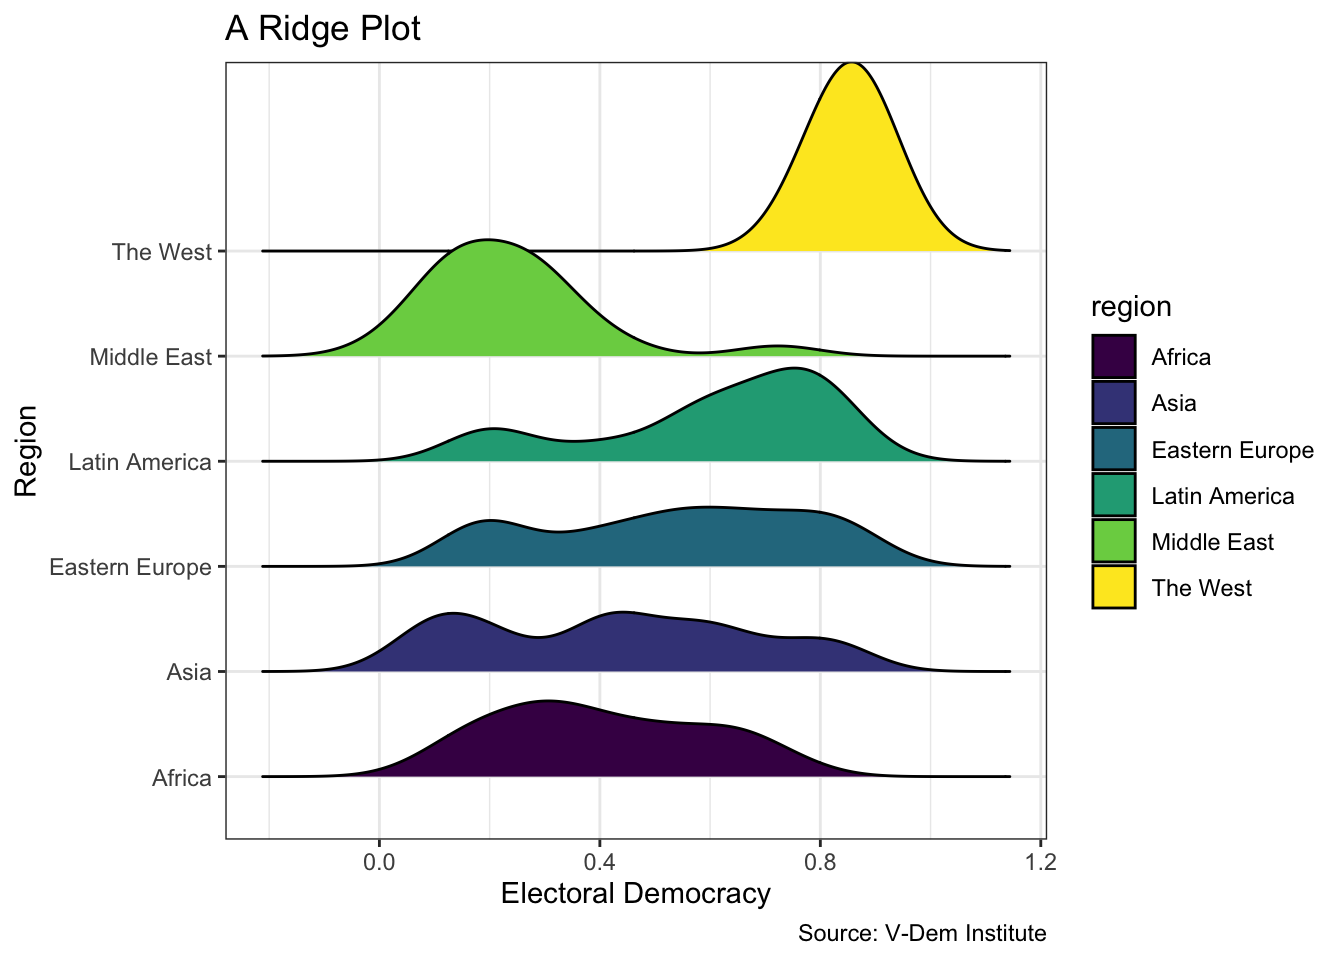 A Ridge Plot
The West
Middle East
Latin America
Eastern Europe
Asia
Africa
Region
0.0 0.4 0.8 1.2
Electoral Democracy
Source: V-Dem Institute
region
Africa
Asia
Eastern Europe
Latin America
Middle East
The West